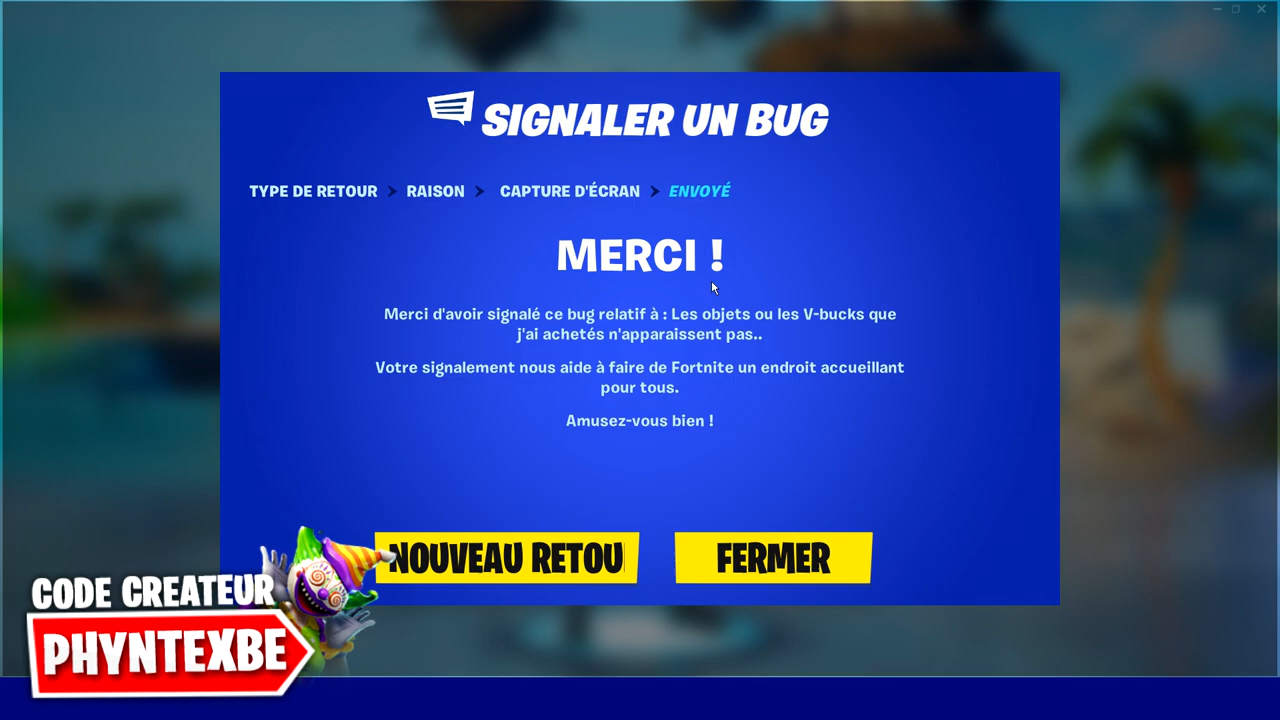 SIGNALER UN BUG
TYPE DE RETOUR > RAISON > CAPTURE D'ÉCRAN > ENVOYÉ
MERCI !
Merci d'avoir signalé ce bug relatif à : Les objets ou les V-bucks que
j'ai achetés n'apparaissent pas..
Votre signalement nous aide à faire de Fortnite un endroit accueillant
pour tous.
Amusez-vous bien !
NOUVEAU RETOU
FERMER
CODE CREATEUR
PHYNTEXBE